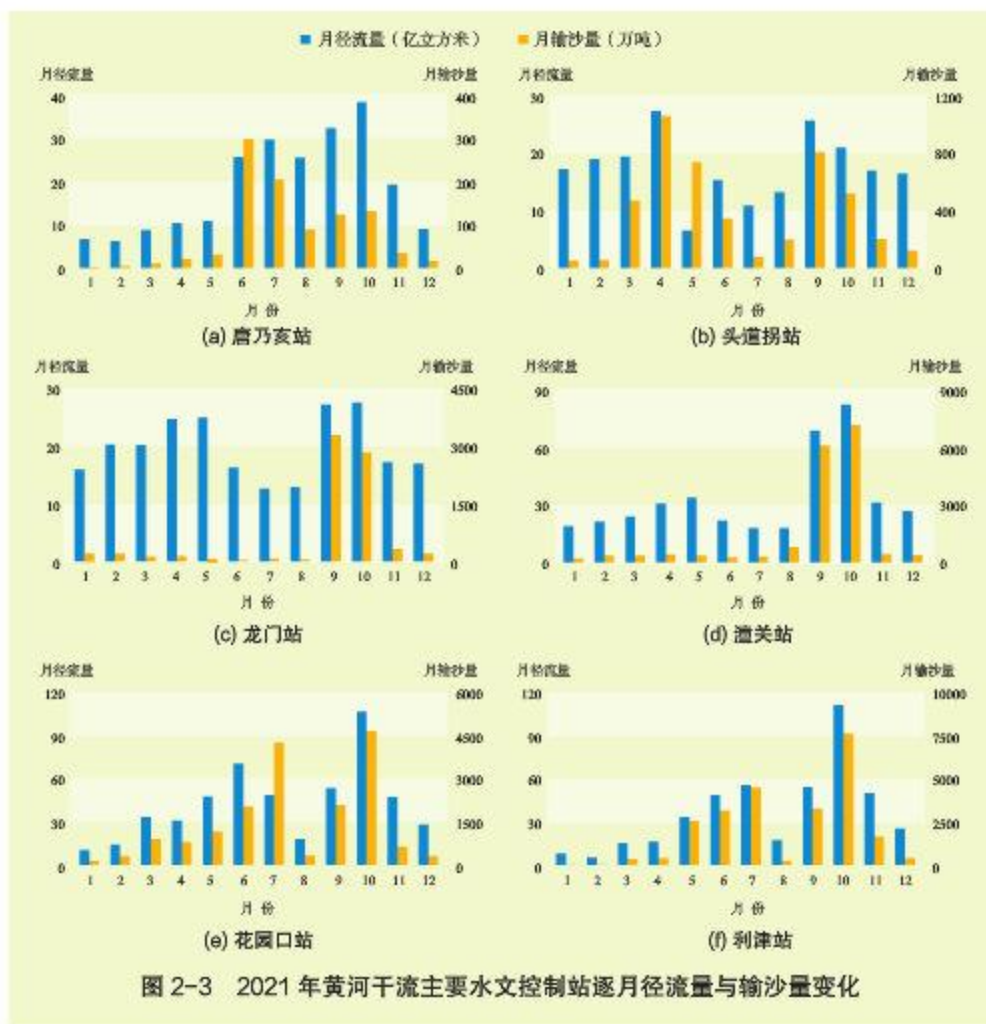 月径流量（亿立方米） 月输沙量（万吨）
月径流量 月输沙量
40 400
30 300
20 200
10 100
0 0
1 2 3 4 5 6 7 8 9 10 11 12
月 份
(a) 唐乃亥站
月径流量 月输沙量
30 1200
20 800
10 400
0 0
1 2 3 4 5 6 7 8 9 10 11 12
月 份
(b) 头道拐站
月径流量 月输沙量
30 4500
20 3000
10 1500
0 0
1 2 3 4 5 6 7 8 9 10 11 12
月 份
(c) 龙门站
月径流量 月输沙量
90 9000
60 6000
30 3000
0 0
1 2 3 4 5 6 7 8 9 10 11 12
月 份
(d) 潼关站
月径流量 月输沙量
120 6000
90 4500
60 3000
30 1500
0 0
1 2 3 4 5 6 7 8 9 10 11 12
月 份
(e) 花园口站
月径流量 月输沙量
120 10000
90 7500
60 5000
30 2500
0 0
1 2 3 4 5 6 7 8 9 10 11 12
月 份
(f) 利津站
图 2-3 2021 年黄河干流主要水文控制站逐月径流量与输沙量变化